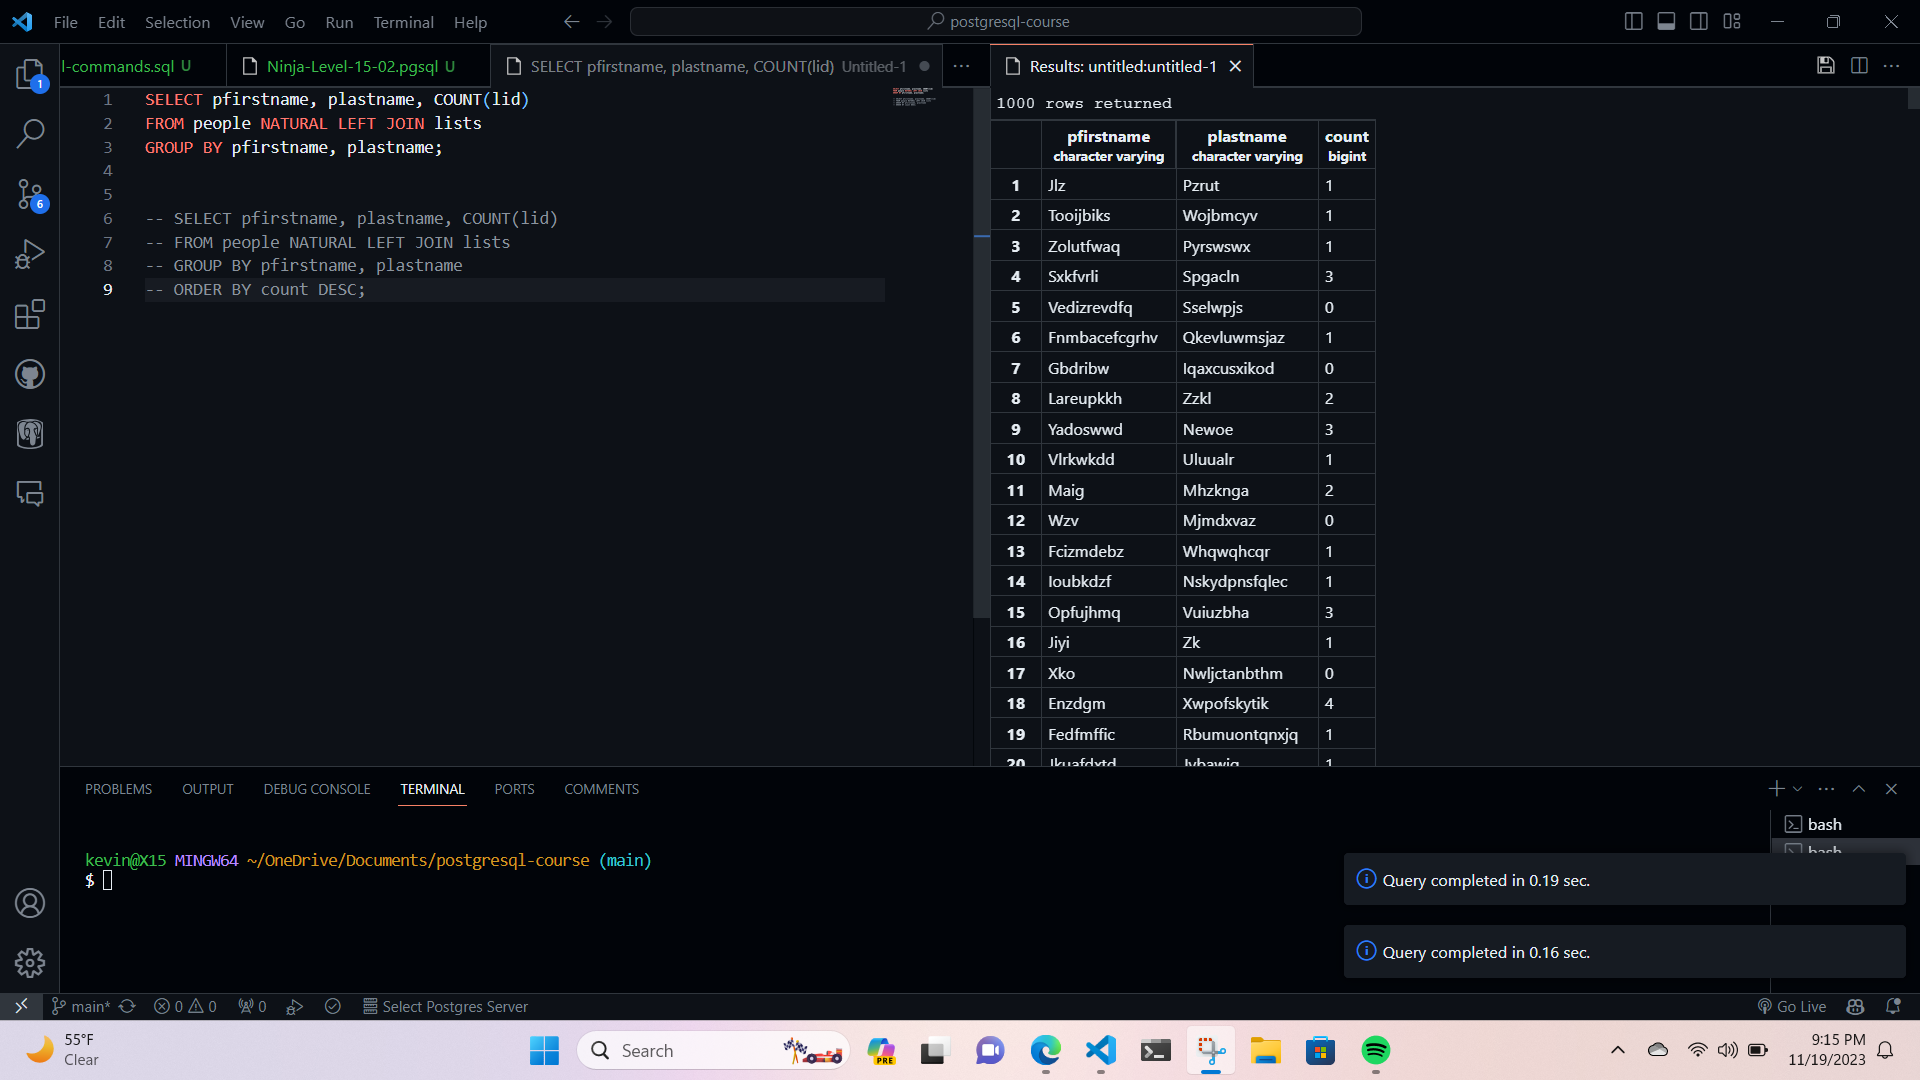 File Edit Selection View Go Run Terminal Help
postgresql-course
l-commands.sql U
Ninja-Level-15-02.pgsql U
SELECT pfirstname, plastname, COUNT(lid) Untitled-1
Results: untitled:untitled-1
1 SELECT pfirstname, plastname, COUNT(lid)
2 FROM people NATURAL LEFT JOIN lists
3 GROUP BY pfirstname, plastname;
4
5
6 -- SELECT pfirstname, plastname, COUNT(lid)
7 -- FROM people NATURAL LEFT JOIN lists
8 -- GROUP BY pfirstname, plastname
9 -- ORDER BY count DESC;
1
6
1000 rows returned
pfirstname plastname count
character varying character varying bigint
1 Jlz Pzrut 1
2 Tooijbiks Wojbmcyv 1
3 Zolutfwaq Pyrswswx 1
4 Sxkfvrli Spgacln 3
5 Vedizrevdfq Sselwpjs 0
6 Fnmbacefcgrhv Qkevluwmsjaz 1
7 Gbdribw Iqaxcusxikod 0
8 Lareupkkh Zzkl 2
9 Yadoswwd Newoe 3
10 Vlrkwkdd Uluualr 1
11 Maig Mhzknga 2
12 Wzv Mjmdxvaz 0
13 Fcizmdebz Whqwqhcqr 1
14 Ioubkdzf Nskydpnsfqlec 1
15 Opfujhmq Vuiuzbha 3
16 Jiyi Zk 1
17 Xko Nwljctanbthm 0
18 Enzdgm Xwpofskytik 4
19 Fedfmffic Rbumuontqnxjq 1
20 1
PROBLEMS OUTPUT DEBUG CONSOLE TERMINAL PORTS COMMENTS
kevin@X15 MINGW64 ~/OneDrive/Documents/postgresql-course (main)
$
bash
bash
Query completed in 0.19 sec.
Query completed in 0.16 sec.
main* 0 0 0 Select Postgres Server Go Live
55°F
Clear
Search
PRE
9:15 PM
11/19/2023